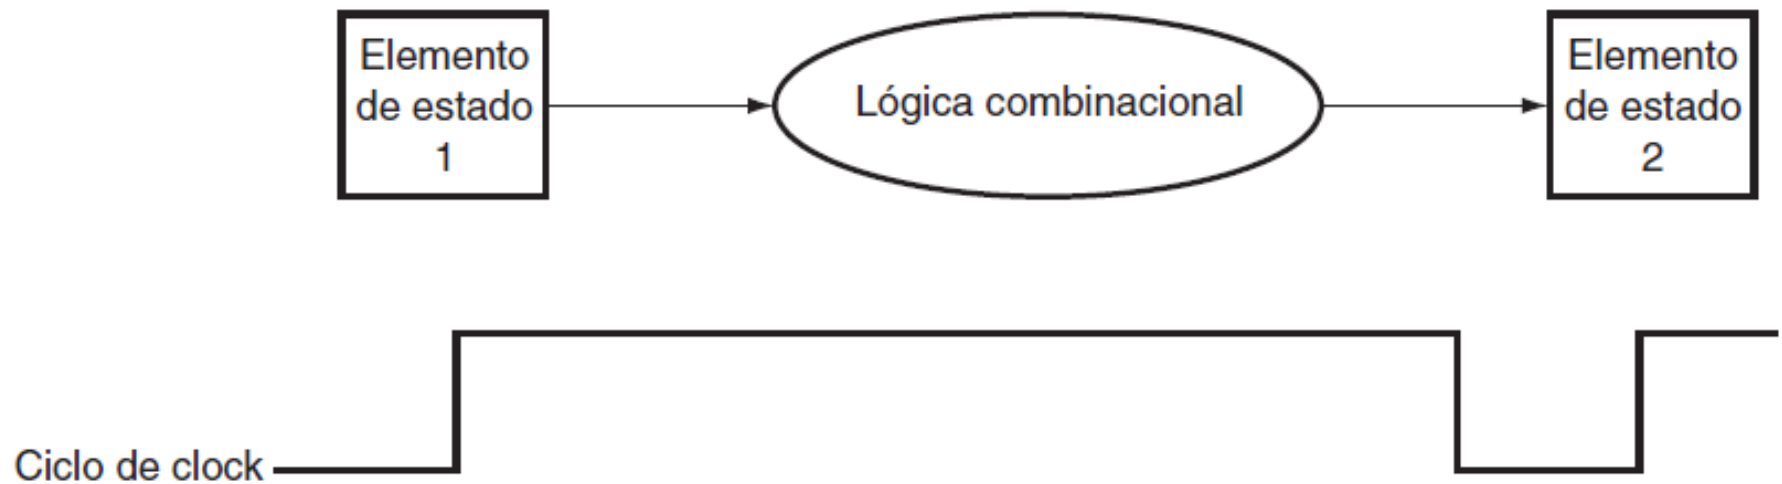 Elemento
de estado
1
Lógica combinacional
Elemento
de estado
2
Ciclo de clock